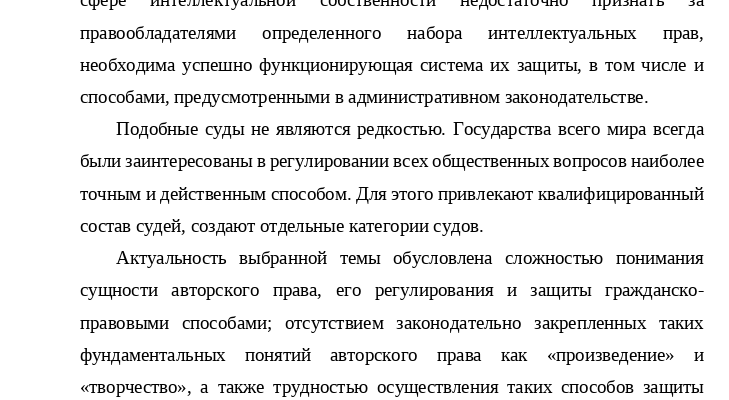 сфере интеллектуальной собственности недостаточно признать за
правообладателями определенного набора интеллектуальных прав,
необходима успешно функционирующая система их защиты, в том числе и
способами, предусмотренными в административном законодательстве.
Подобные суды не являются редкостью. Государства всего мира всегда
были заинтересованы в регулировании всех общественных вопросов наиболее
точным и действенным способом. Для этого привлекают квалифицированный
состав судей, создают отдельные категории судов.
Актуальность выбранной темы обусловлена сложностью понимания
сущности авторского права, его регулирования и защиты гражданско-
правовыми способами; отсутствием законодательно закрепленных таких
фундаментальных понятий авторского права как «произведение» и
«творчество», а также трудностью осуществления таких способов защиты